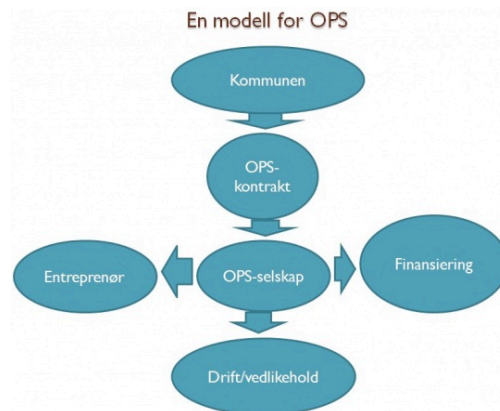 En modell for OPS
Kommunen
OPS-
kontrakt
Entreprenør
OPS-selskap
Finansiering
Drift/vedlikehold